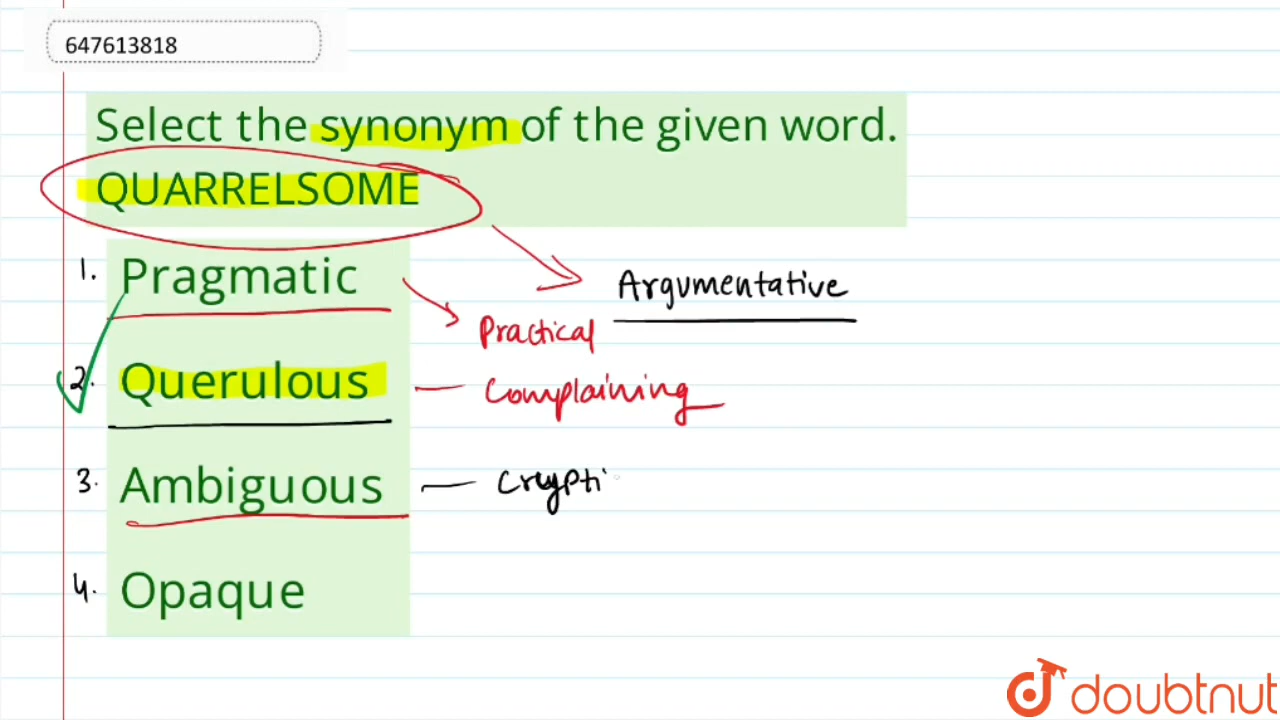 647613818
Select the synonym of the given word.
QUARRELSOME
1. Pragmatic
Argumentative
Practical
2. Querulous
Complaining
3. Ambiguous
Crypti
4. Opaque
doubtnut